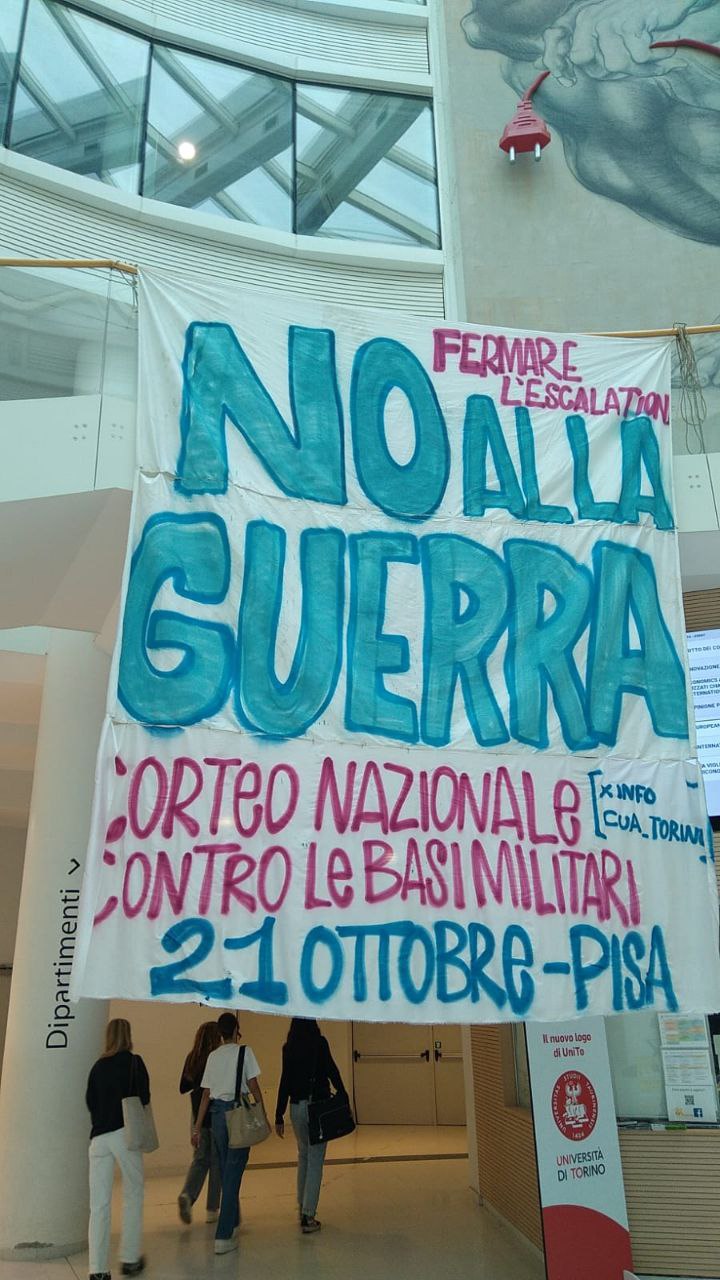 FERMARE
L'ESCALATION
NO ALLA
GUERRA
CORTEO NAZIONALE
CONTRO LE BASI MILITARI
[X INFO
CUA_TORINO]
21 OTTOBRE-PISA
Dipartimenti
Il nuovo logo
di UniTo
UNIVERSITÀ
DI TORINO
1404